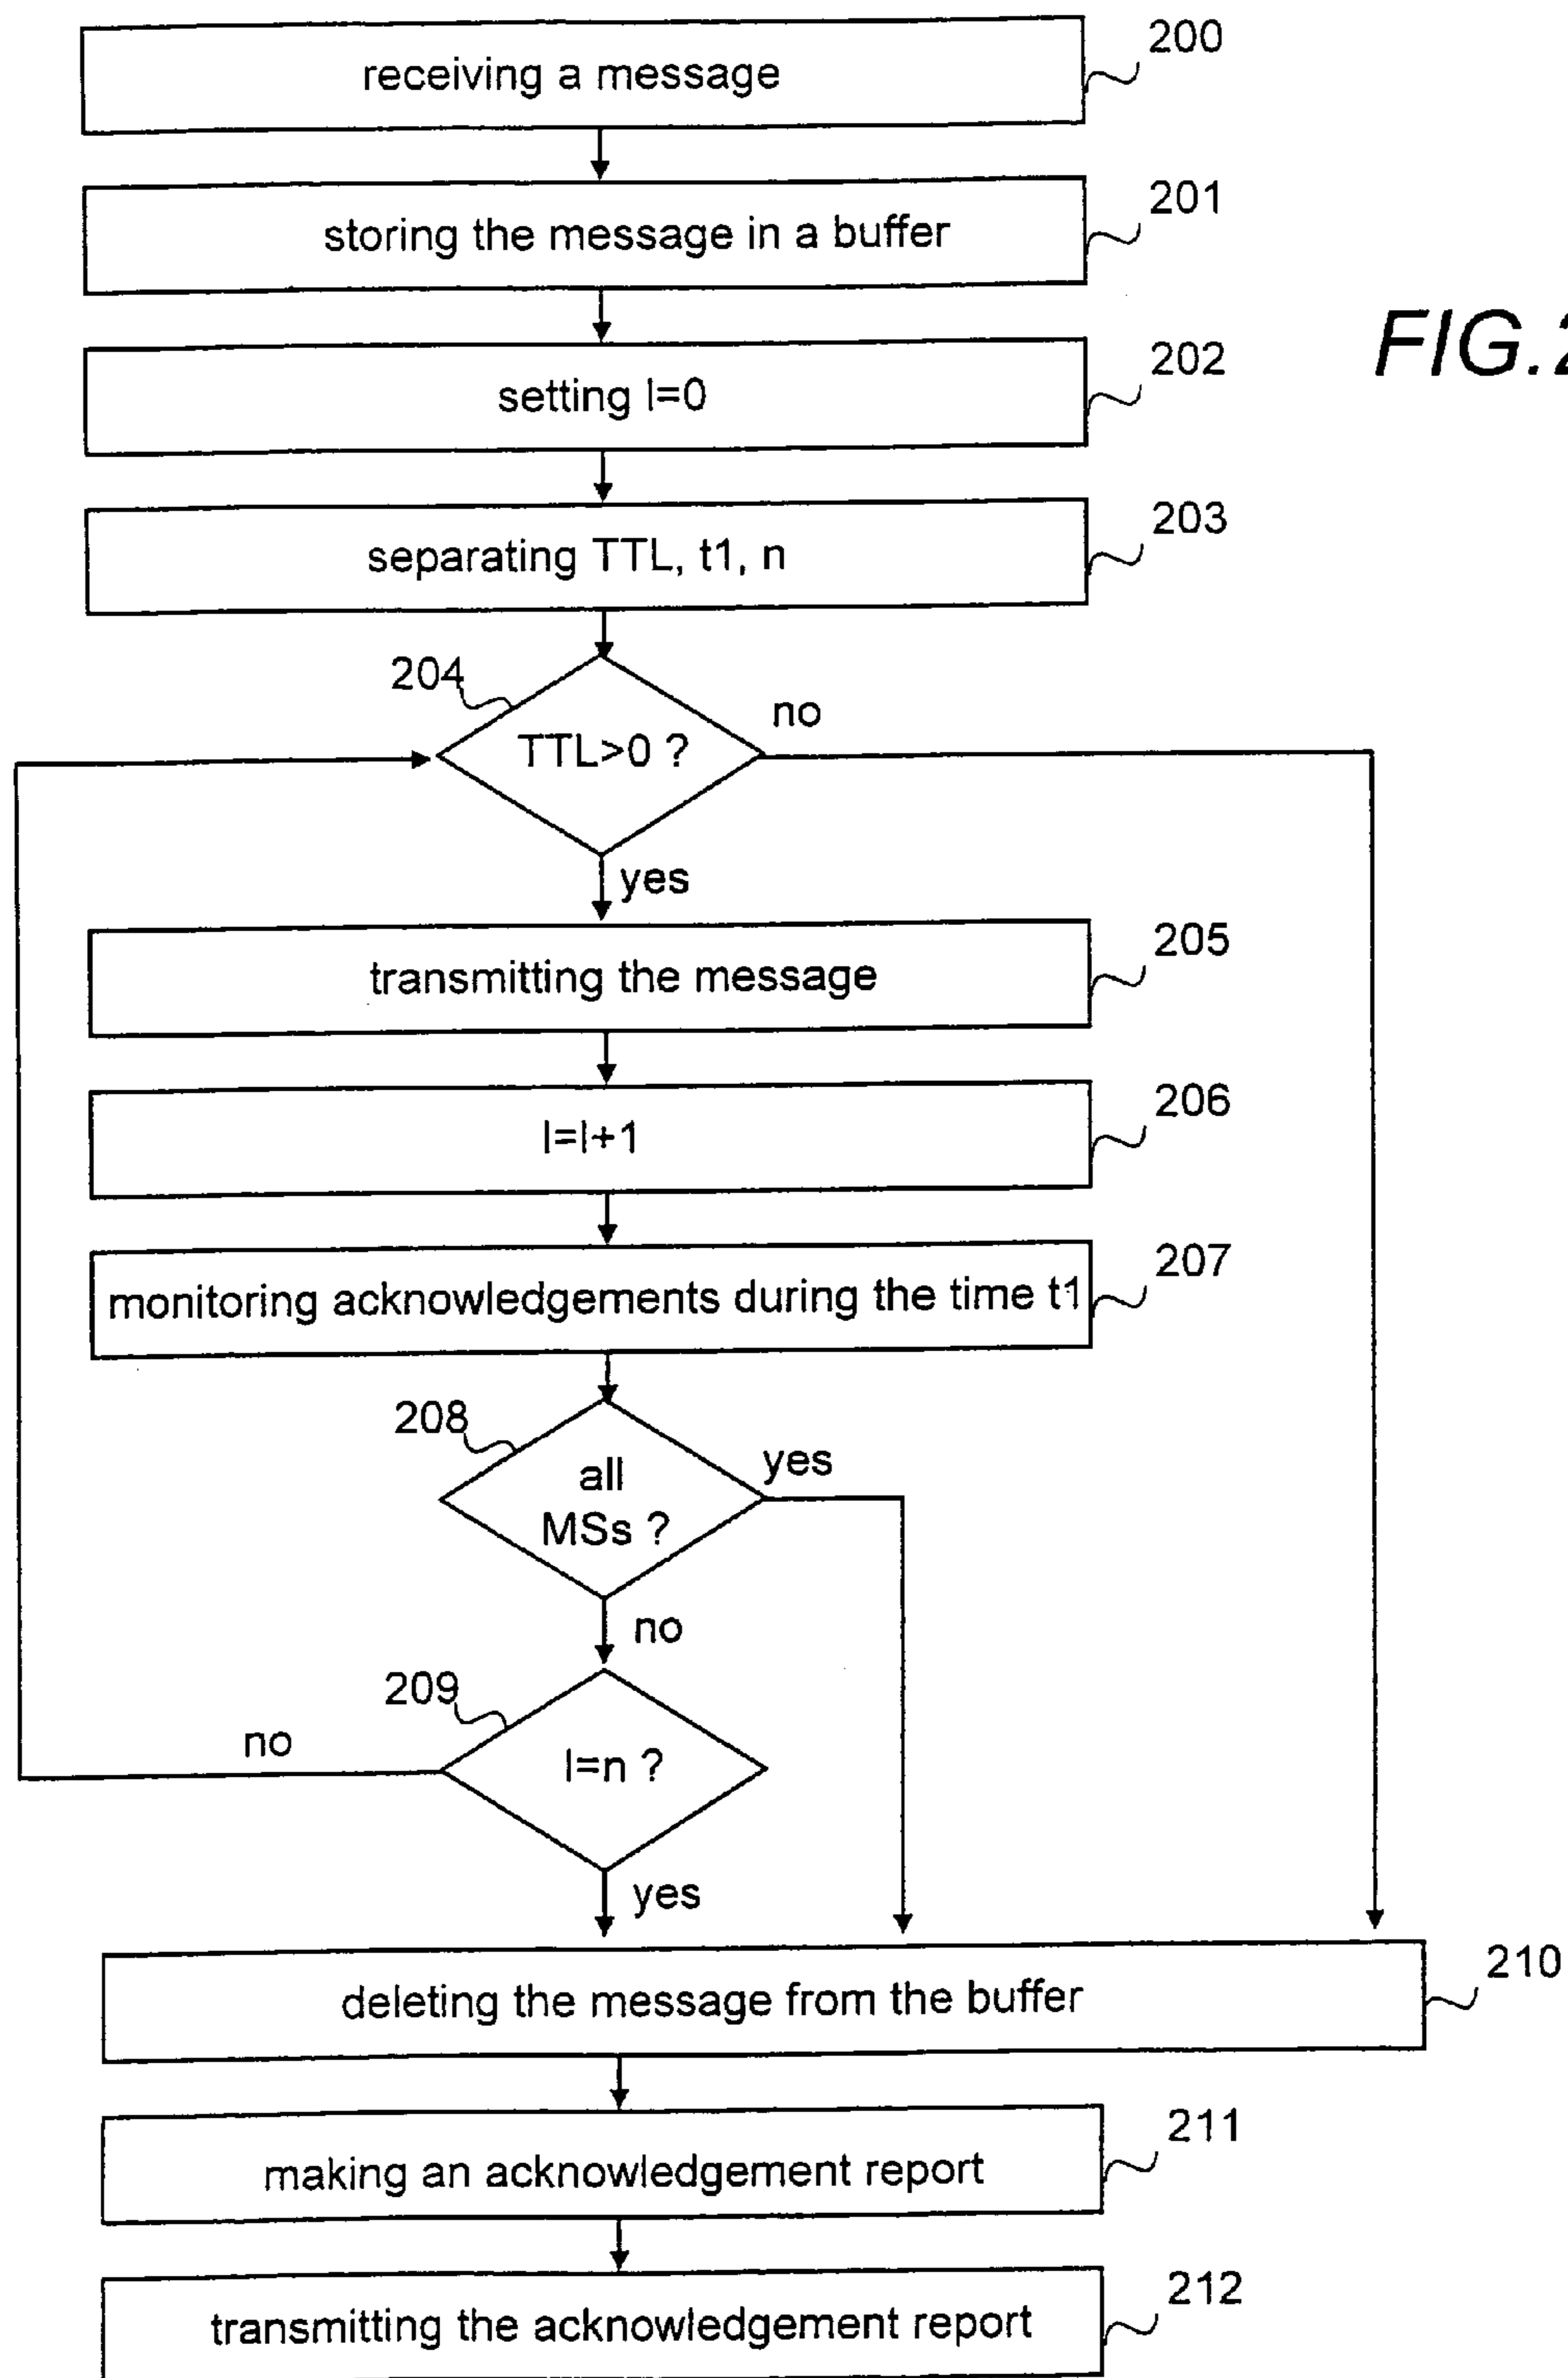 receiving a message
200
storing the message in a buffer
201
setting I=0
202
FIG.2
separating TTL, t1, n
203
204
TTL>0 ?
no
yes
transmitting the message
205
I=I+1
206
monitoring acknowledgements during the time t1
207
208
all
MSs ?
yes
no
209
I=n ?
no
yes
deleting the message from the buffer
210
making an acknowledgement report
211
transmitting the acknowledgement report
212